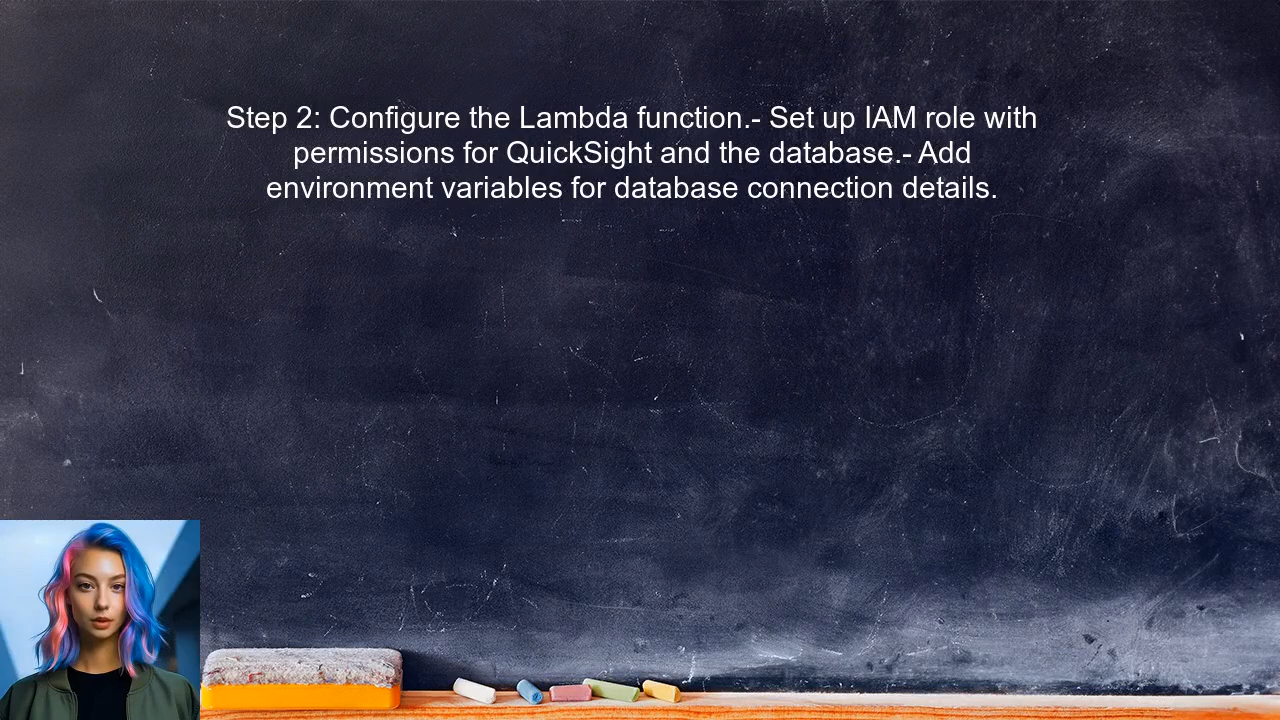 Step 2: Configure the Lambda function.- Set up IAM role with
permissions for QuickSight and the database.- Add
environment variables for database connection details.